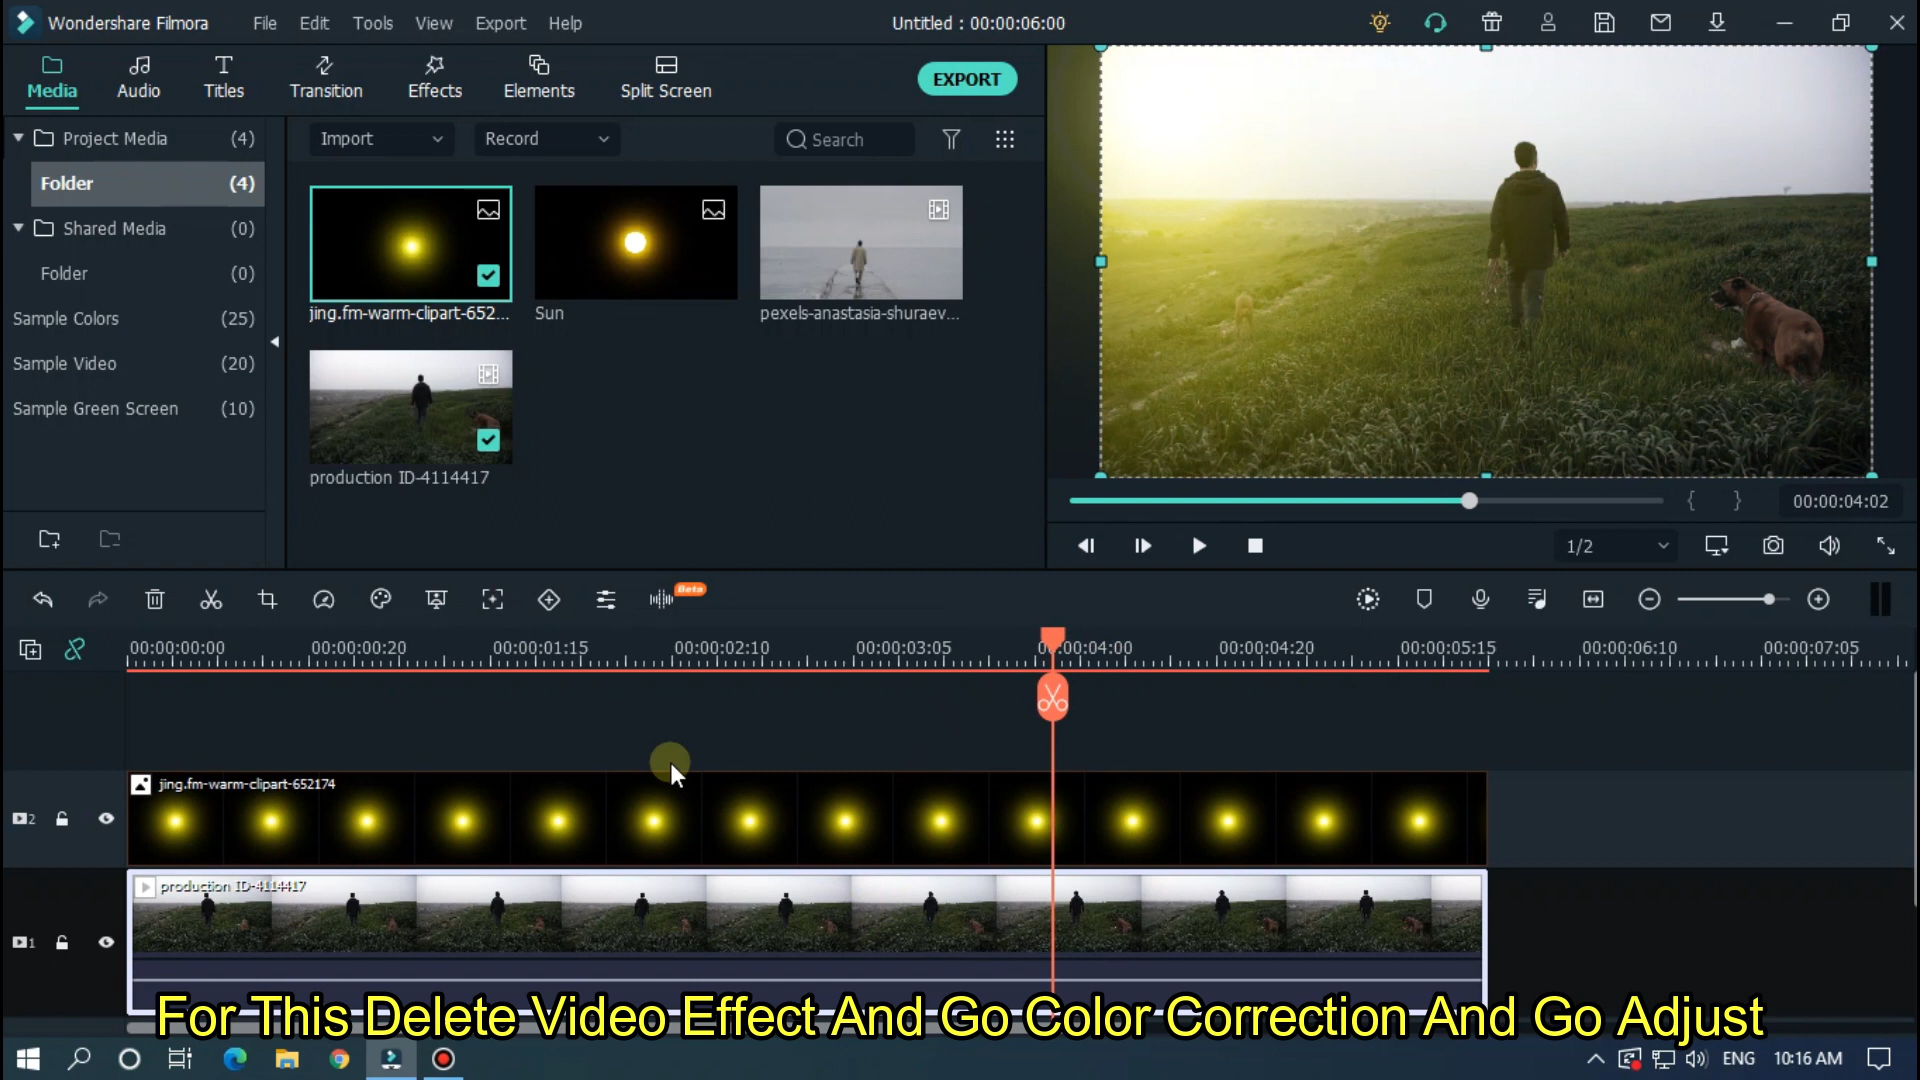 Wondershare Filmora File Edit Tools View Export Help Untitled : 00:00:06:00
Media Audio Titles Transition Effects Elements Split Screen EXPORT
Project Media (4)
Folder (4)
Shared Media (0)
Folder (0)
Sample Colors (25)
Sample Video (20)
Sample Green Screen (10)
Import Record Search
jing.fm-warm-clipart-652... Sun pexels-anastasia-shuraev...
production ID-4114417
{ } 00:00:04:02
1/2
Beta
00:00:00:00 00:00:00:20 00:00:01:15 00:00:02:10 00:00:03:05 00:00:04:00 00:00:04:20 00:00:05:15 00:00:06:10 00:00:07:05
2 jing.fm-warm-clipart-652174
1 production ID-4114417
For This Delete Video Effect And Go Color Correction And Go Adjust
ENG 10:16 AM